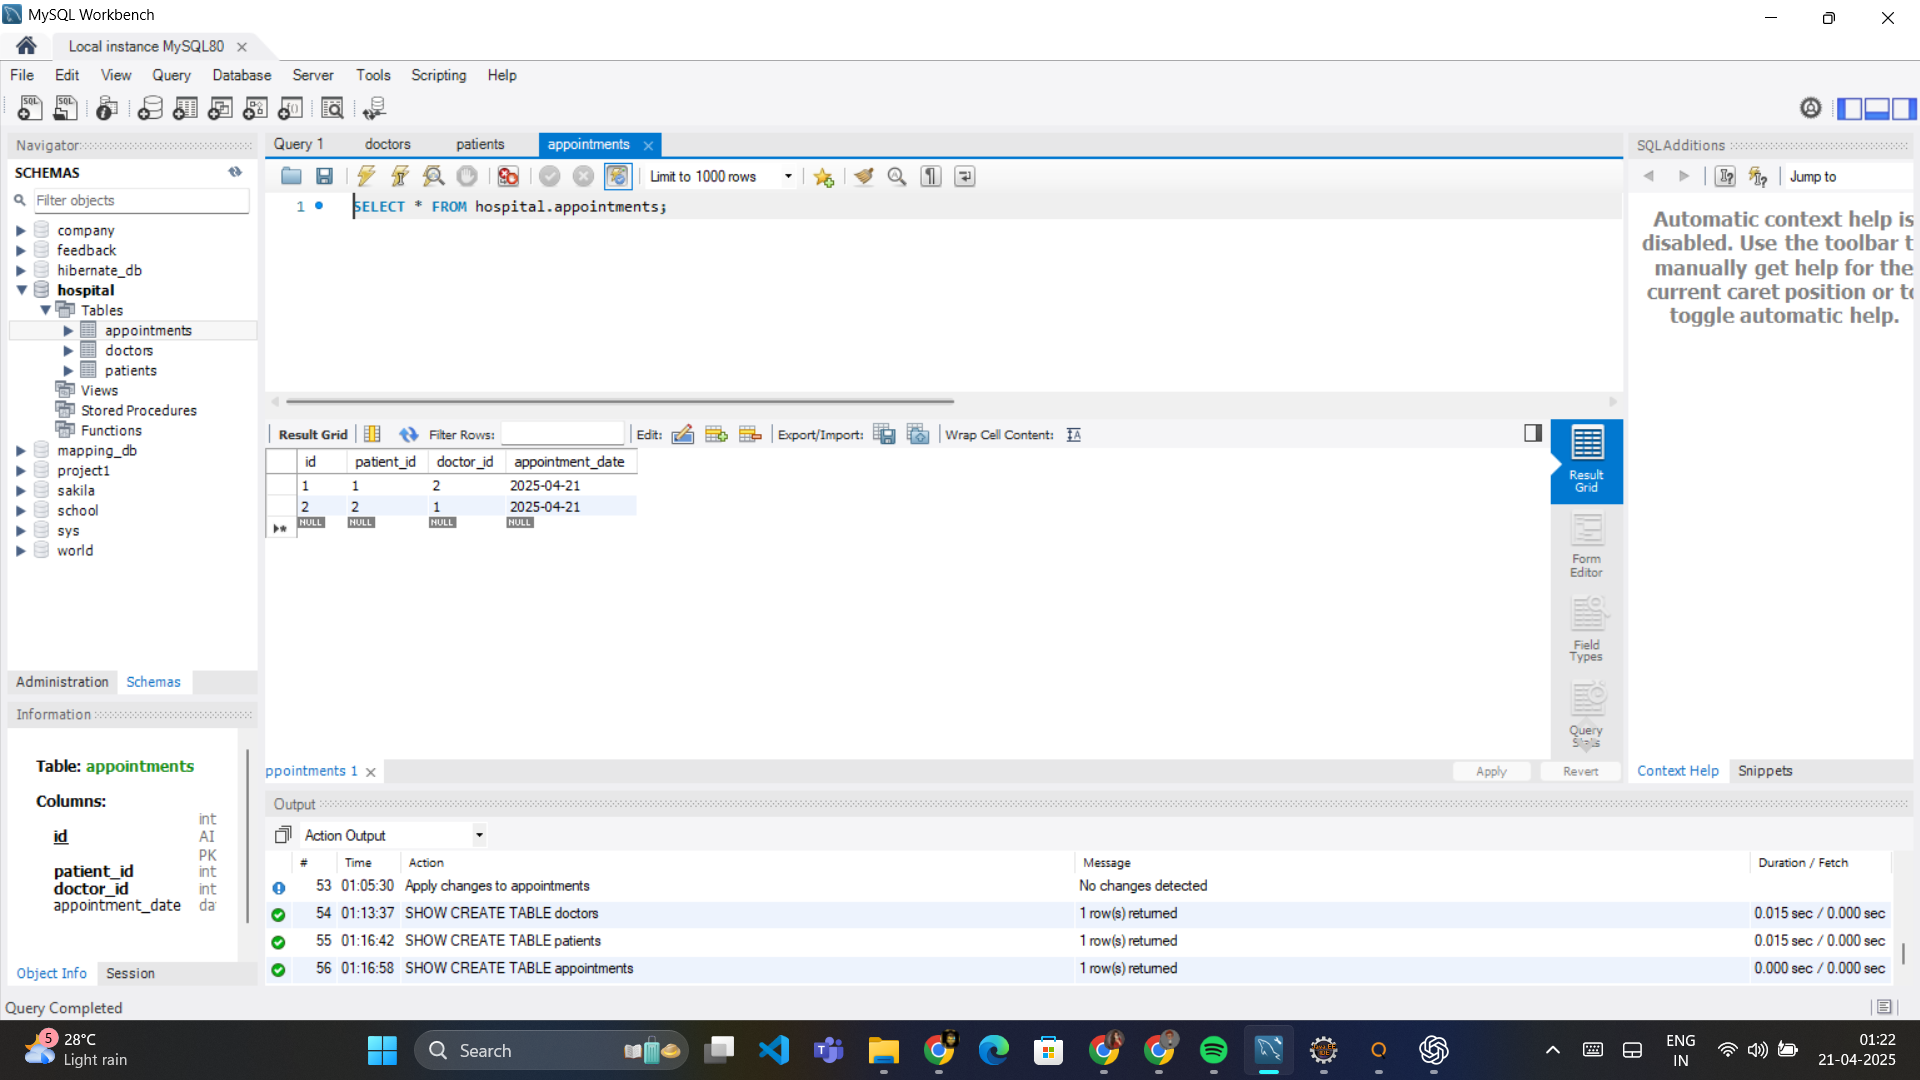 MySQL Workbench
Local instance MySQL80
File Edit View Query Database Server Tools Scripting Help
Navigator
SCHEMAS
Filter objects
company
feedback
hibernate_db
hospital
Tables
appointments
doctors
patients
Views
Stored Procedures
Functions
mapping_db
project1
sakila
school
sys
world
Administration Schemas
Information
Table: appointments
Columns:
id int AI PK
patient_id int
doctor_id int
appointment_date da
Object Info Session
Query 1 doctors patients appointments
Limit to 1000 rows
1 SELECT * FROM hospital.appointments;
Result Grid Filter Rows: Edit: Export/Import: Wrap Cell Content:
id patient_id doctor_id appointment_date
1 1 2 2025-04-21
2 2 1 2025-04-21
NULL NULL NULL NULL
Result Grid
Form Editor
Field Types
Query Stats
ppointments 1
Apply Revert
SQLAdditions
Jump to
Automatic context help is
disabled. Use the toolbar t
manually get help for the
current caret position or to
toggle automatic help.
Context Help Snippets
Output
Action Output
# Time Action Message Duration / Fetch
53 01:05:30 Apply changes to appointments No changes detected
54 01:13:37 SHOW CREATE TABLE doctors 1 row(s) returned 0.015 sec / 0.000 sec
55 01:16:42 SHOW CREATE TABLE patients 1 row(s) returned 0.015 sec / 0.000 sec
56 01:16:58 SHOW CREATE TABLE appointments 1 row(s) returned 0.000 sec / 0.000 sec
Query Completed
5
28°C
Light rain
Search
ENG
IN
01:22
21-04-2025